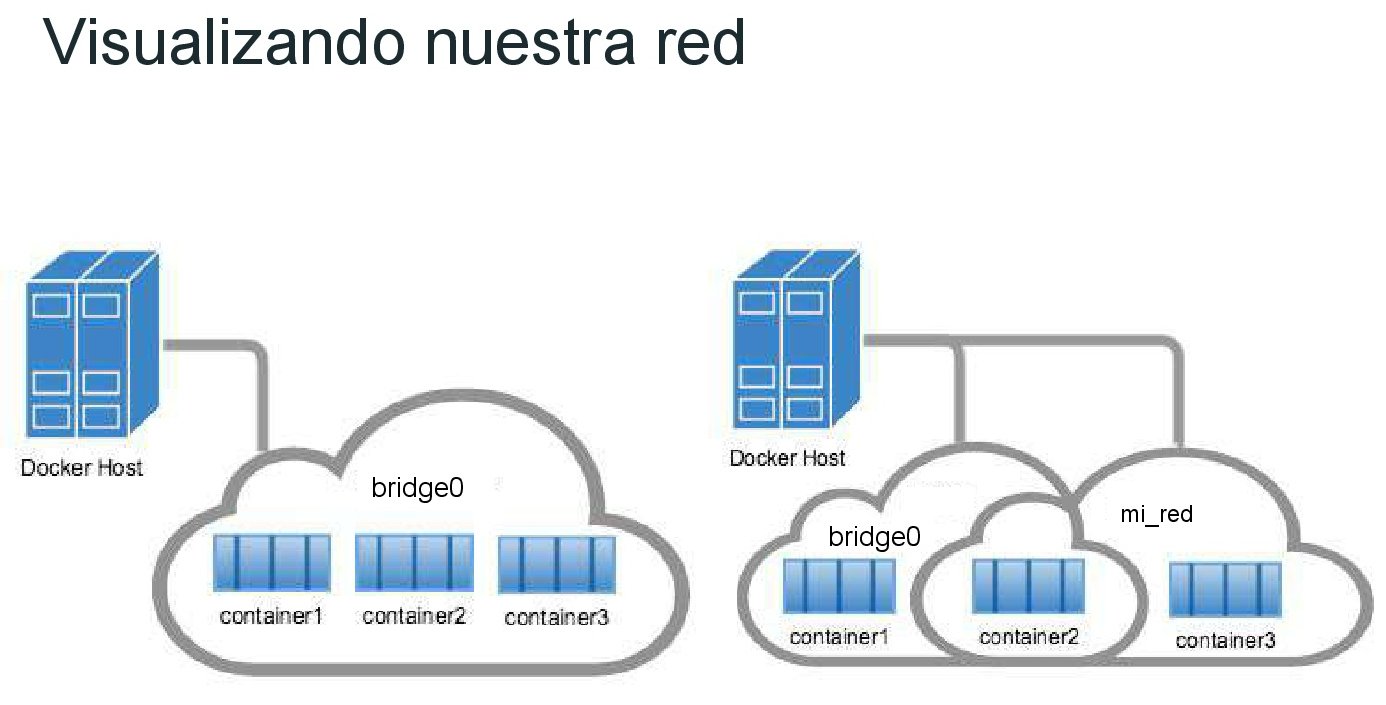 Visualizando nuestra red
Docker Host
bridge0
container1
container2
container3
Docker Host
bridge0
mi_red
container1
container2
container3